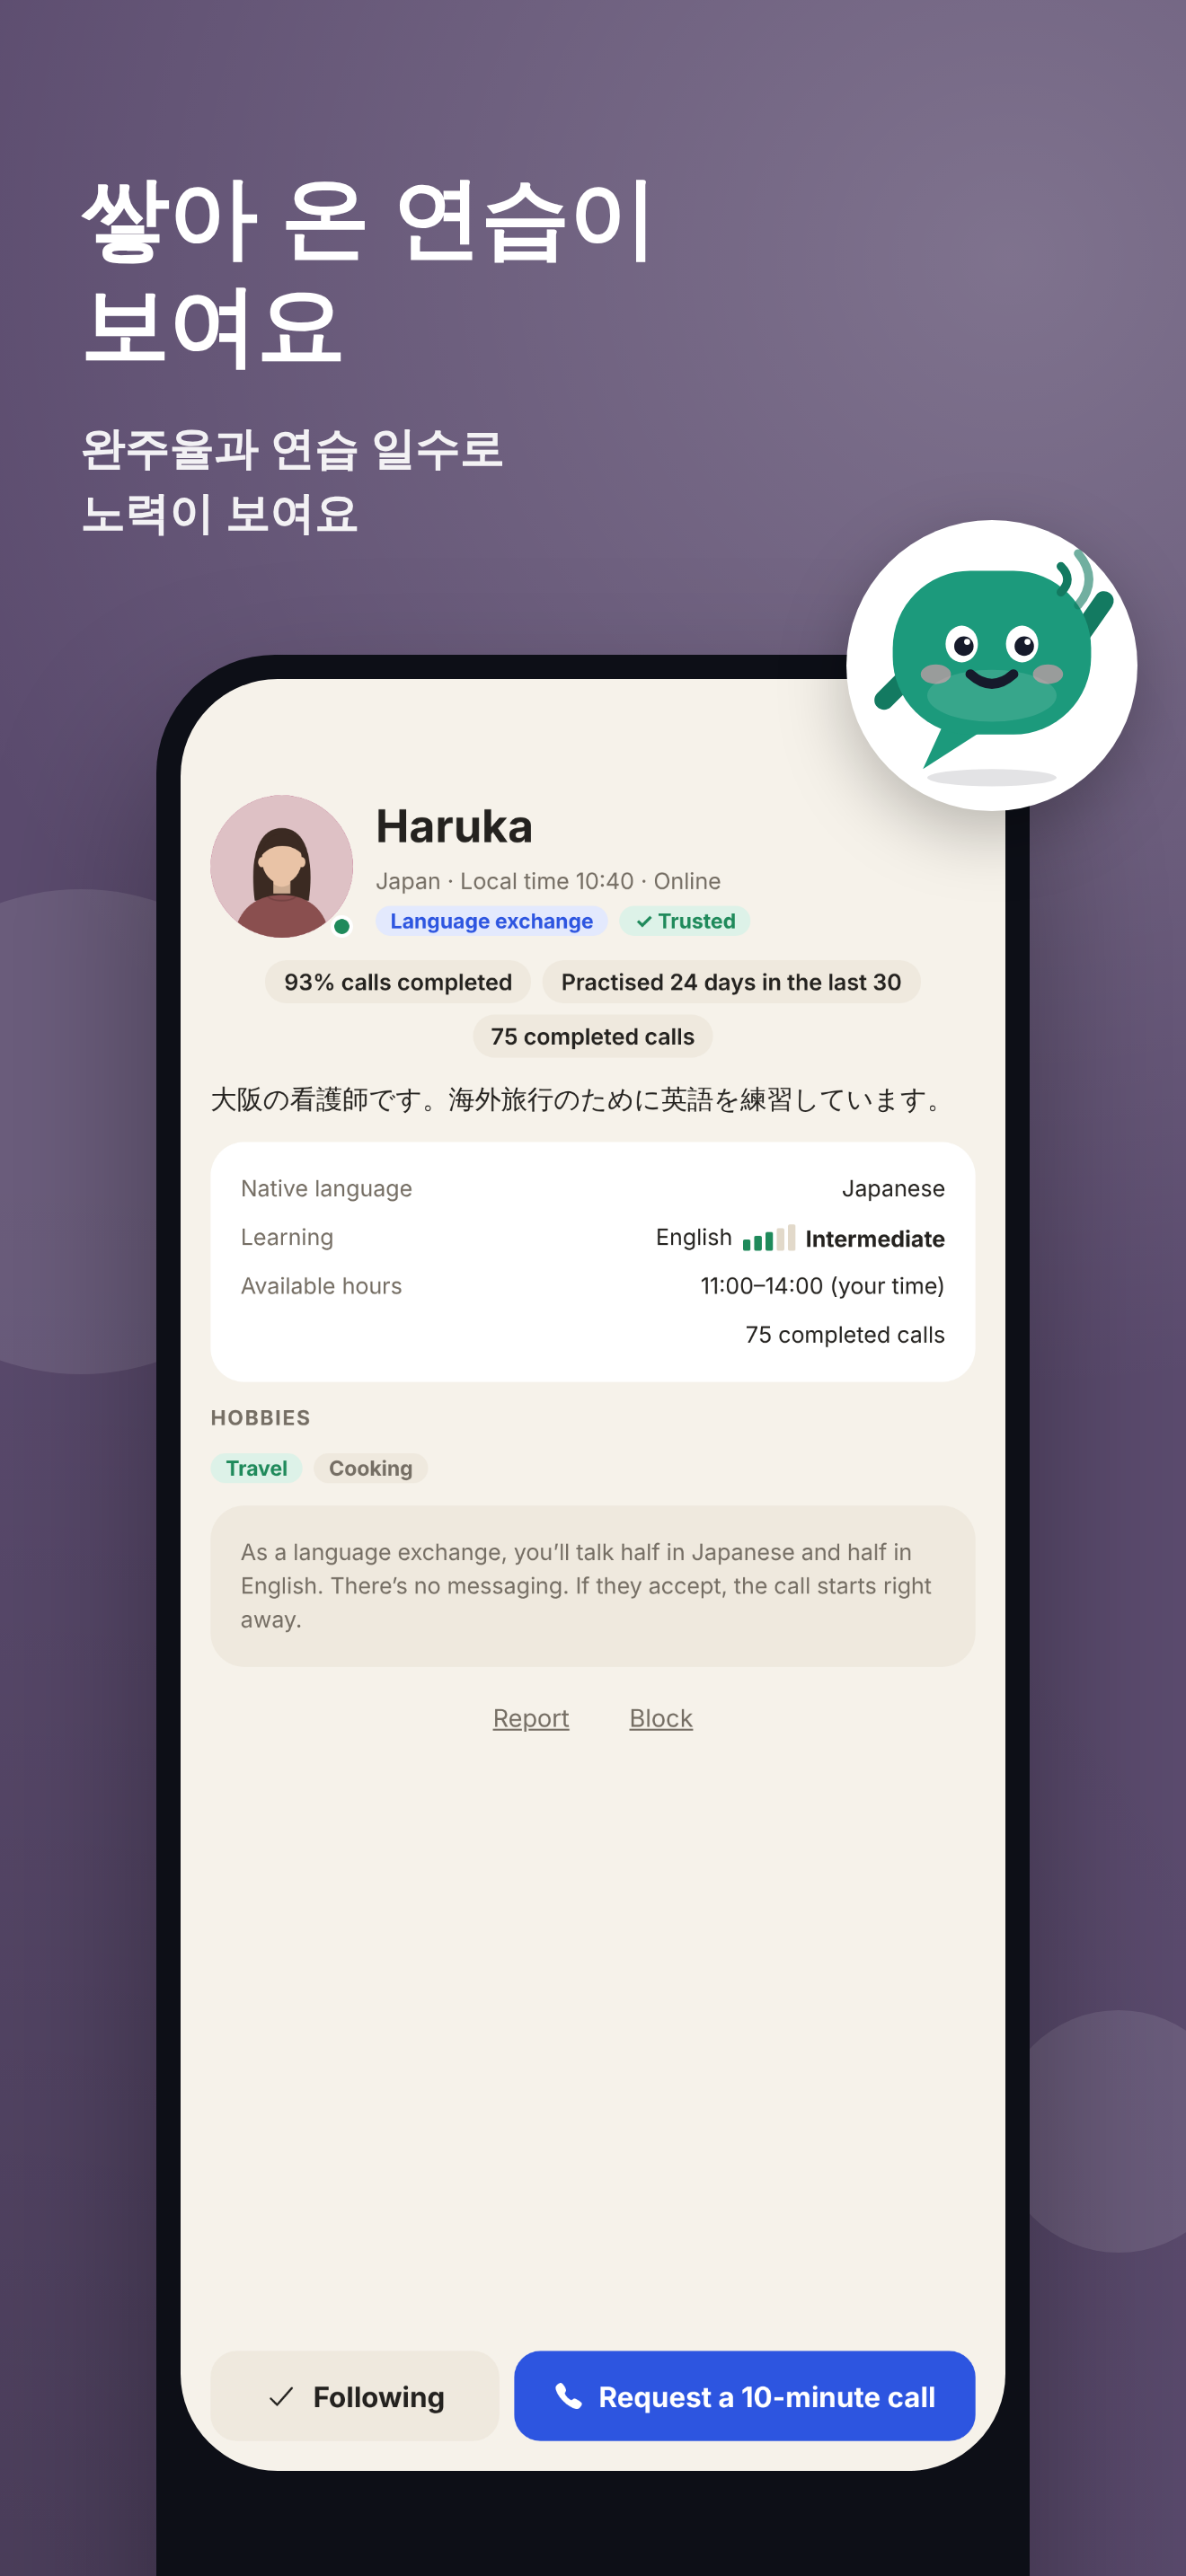 쌓아 온 연습이
보여요
완주율과 연습 일수로
노력이 보여요
Haruka
Japan · Local time 10:40 · Online
Language exchange ✓ Trusted
93% calls completed Practised 24 days in the last 30
75 completed calls
大阪の看護師です。海外旅行のために英語を練習しています。
Native language Japanese
Learning English Intermediate
Available hours 11:00–14:00 (your time)
75 completed calls
HOBBIES
Travel Cooking
As a language exchange, you’ll talk half in Japanese and half in
English. There’s no messaging. If they accept, the call starts right
away.
Report Block
✓ Following Request a 10-minute call